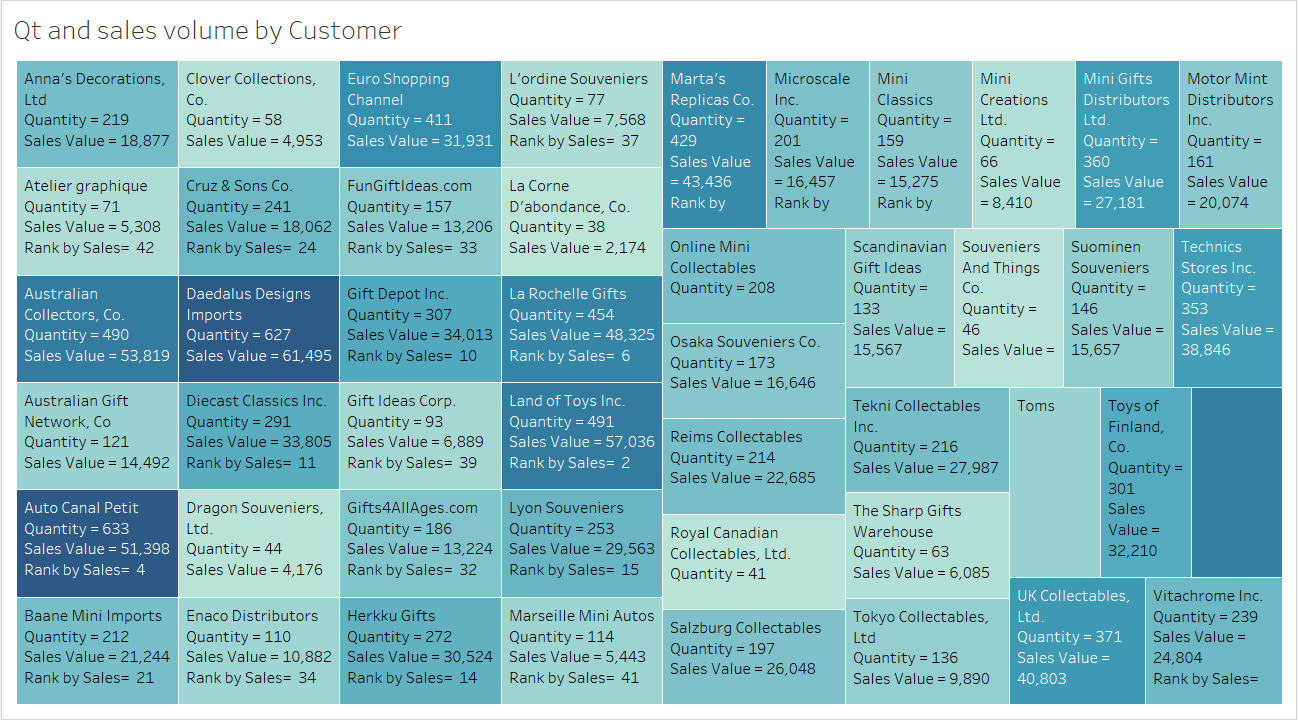 Qt and sales volume by Customer
Anna's Decorations,
Ltd
Quantity = 219
Sales Value = 18,877
Atelier graphique
Quantity = 71
Sales Value = 5,308
Rank by Sales=  42
Australian
Collectors, Co.
Quantity = 490
Sales Value = 53,819
Australian Gift
Network, Co
Quantity = 121
Sales Value = 14,492
Auto Canal Petit
Quantity = 633
Sales Value = 51,398
Rank by Sales=  4
Baane Mini Imports
Quantity = 212
Sales Value = 21,244
Rank by Sales=  21
Clover Collections,
Co.
Quantity = 58
Sales Value = 4,953
Cruz & Sons Co.
Quantity = 241
Sales Value = 18,062
Rank by Sales=  24
Daedalus Designs
Imports
Quantity = 627
Sales Value = 61,495
Diecast Classics Inc.
Quantity = 291
Sales Value = 33,805
Rank by Sales=  11
Dragon Souveniers,
Ltd.
Quantity = 44
Sales Value = 4,176
Enaco Distributors
Quantity = 110
Sales Value = 10,882
Rank by Sales=  34
Euro Shopping
Channel
Quantity = 411
Sales Value = 31,931
FunGiftIdeas.com
Quantity = 157
Sales Value = 13,206
Rank by Sales=  33
Gift Depot Inc.
Quantity = 307
Sales Value = 34,013
Rank by Sales=  10
Gift Ideas Corp.
Quantity = 93
Sales Value = 6,889
Rank by Sales=  39
Gifts4AllAges.com
Quantity = 186
Sales Value = 13,224
Rank by Sales=  32
Herkku Gifts
Quantity = 272
Sales Value = 30,524
Rank by Sales=  14
L'ordine Souveniers
Quantity = 77
Sales Value = 7,568
Rank by Sales=  37
La Corne
D'abondance, Co.
Quantity = 38
Sales Value = 2,174
La Rochelle Gifts
Quantity = 454
Sales Value = 48,325
Rank by Sales=  6
Land of Toys Inc.
Quantity = 491
Sales Value = 57,036
Rank by Sales=  2
Lyon Souveniers
Quantity = 253
Sales Value = 29,563
Rank by Sales=  15
Marseille Mini Autos
Quantity = 114
Sales Value = 5,443
Rank by Sales=  41
Marta's
Replicas Co.
Quantity =
429
Sales Value
= 43,436
Rank by
Microscale
Inc.
Quantity =
201
Sales Value
= 16,457
Rank by
Mini
Classics
Quantity =
159
Sales Value
= 15,275
Rank by
Mini
Creations
Ltd.
Quantity =
66
Sales Value
= 8,410
Mini Gifts
Distributors
Ltd.
Quantity =
360
Sales Value
= 27,181
Motor Mint
Distributors
Inc.
Quantity =
161
Sales Value
= 20,074
Online Mini
Collectables
Quantity = 208
Osaka Souveniers Co.
Quantity = 173
Sales Value = 16,646
Reims Collectables
Quantity = 214
Sales Value = 22,685
Royal Canadian
Collectables, Ltd.
Quantity = 41
Salzburg Collectables
Quantity = 197
Sales Value = 26,048
Scandinavian
Gift Ideas
Quantity =
133
Sales Value =
15,567
Souveniers
And Things
Co.
Quantity =
46
Sales Value =
Suominen
Souveniers
Quantity =
146
Sales Value =
15,657
Technics
Stores Inc.
Quantity =
353
Sales Value =
38,846
Tekni Collectables
Inc.
Quantity = 216
Sales Value = 27,987
The Sharp Gifts
Warehouse
Quantity = 63
Sales Value = 6,085
Tokyo Collectables,
Ltd
Quantity = 136
Sales Value = 9,890
Toms
Toys of
Finland,
Co.
Quantity =
301
Sales
Value =
32,210
UK Collectables,
Ltd.
Quantity = 371
Sales Value =
40,803
Vitachrome Inc.
Quantity = 239
Sales Value =
24,804
Rank by Sales=